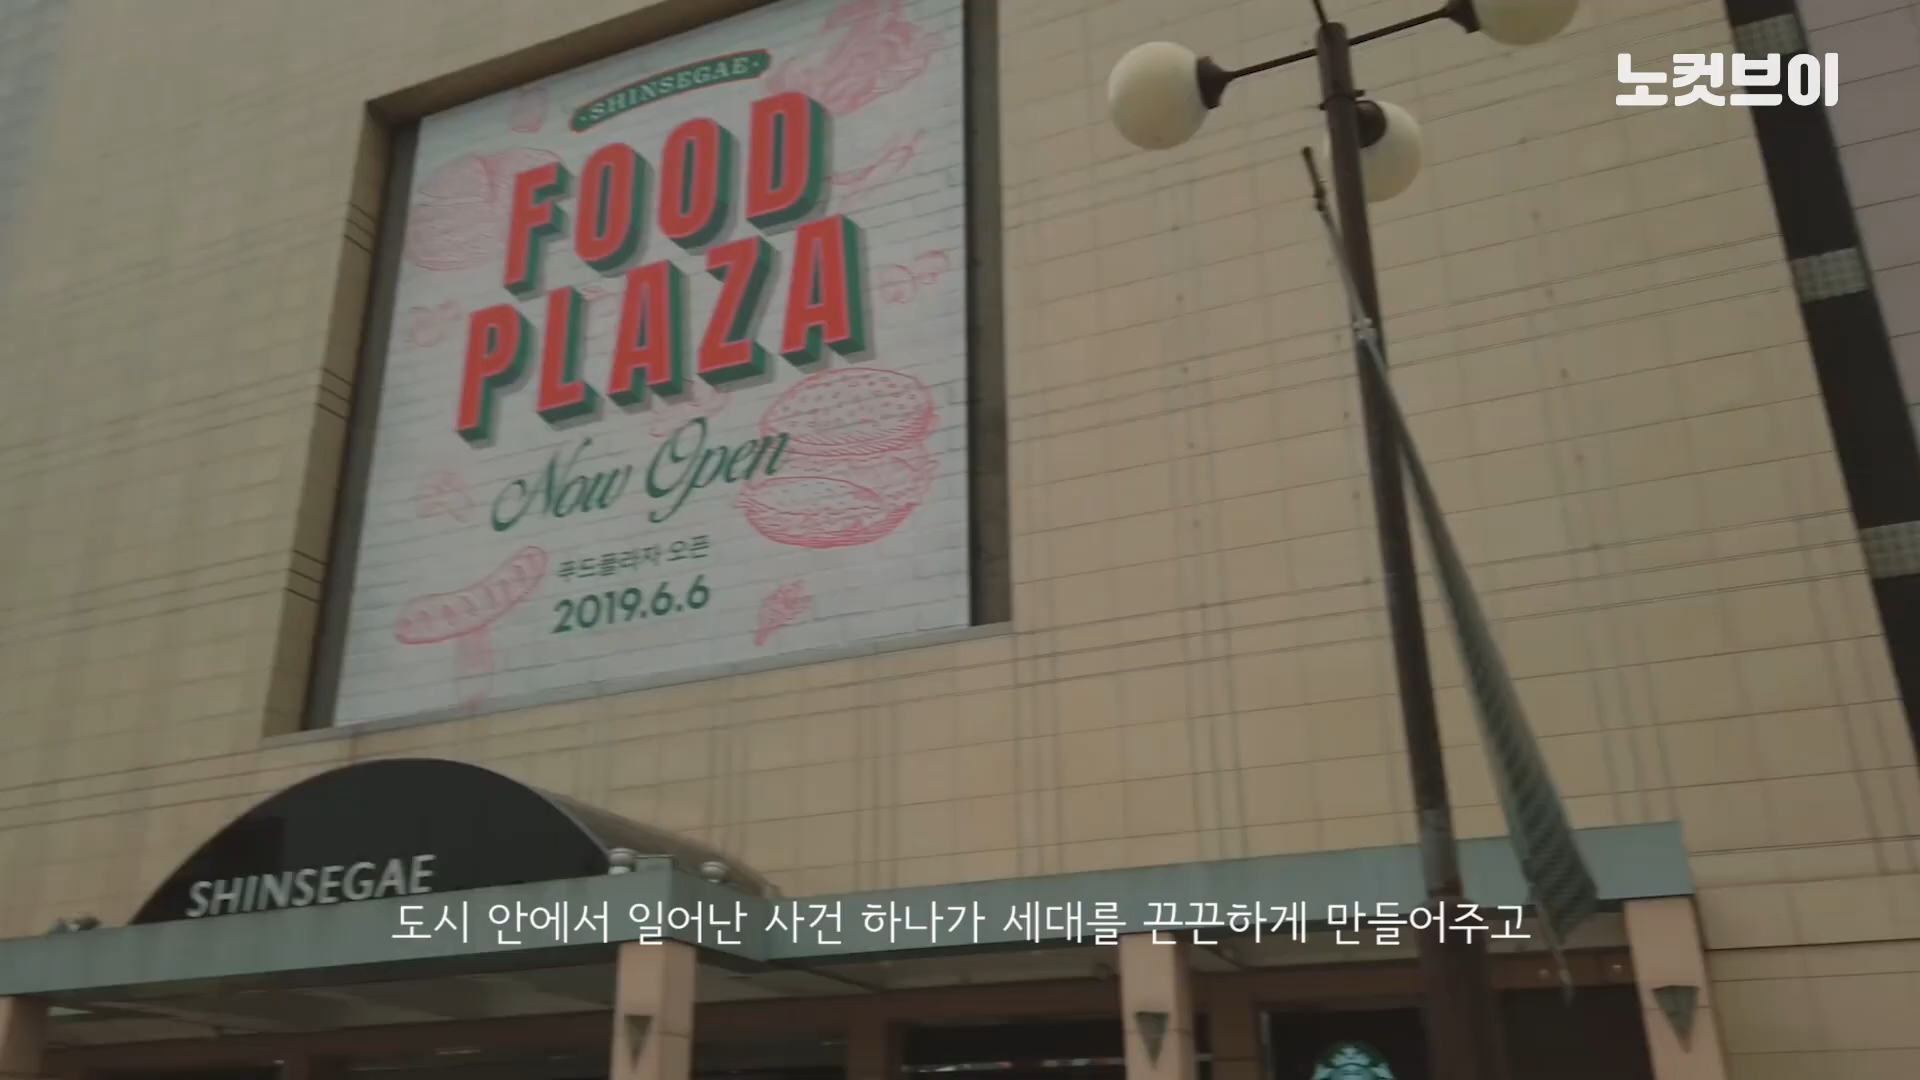 노컷브이
SHINSEGAE
FOOD
PLAZA
Now Open
푸드플라자 오픈
2019.6.6
SHINSEGAE
도시 안에서 일어난 사건 하나가 세대를 끈끈하게 만들어주고